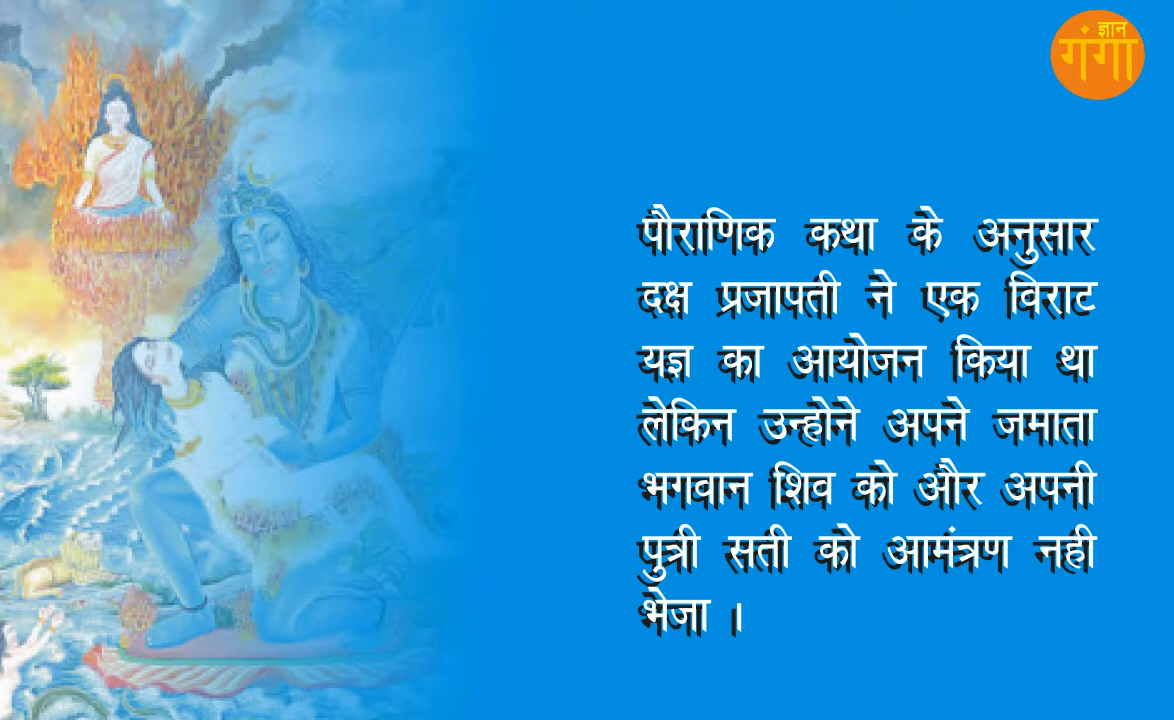 ज्ञान
गंगा
पौराणिक कथा के अनुसार
दक्ष प्रजापती ने एक विराट
यज्ञ का आयोजन किया था
लेकिन उन्होने अपने जमाता
भगवान शिव को और अपनी
पुत्री सती को आमंत्रण नही
भेजा ।